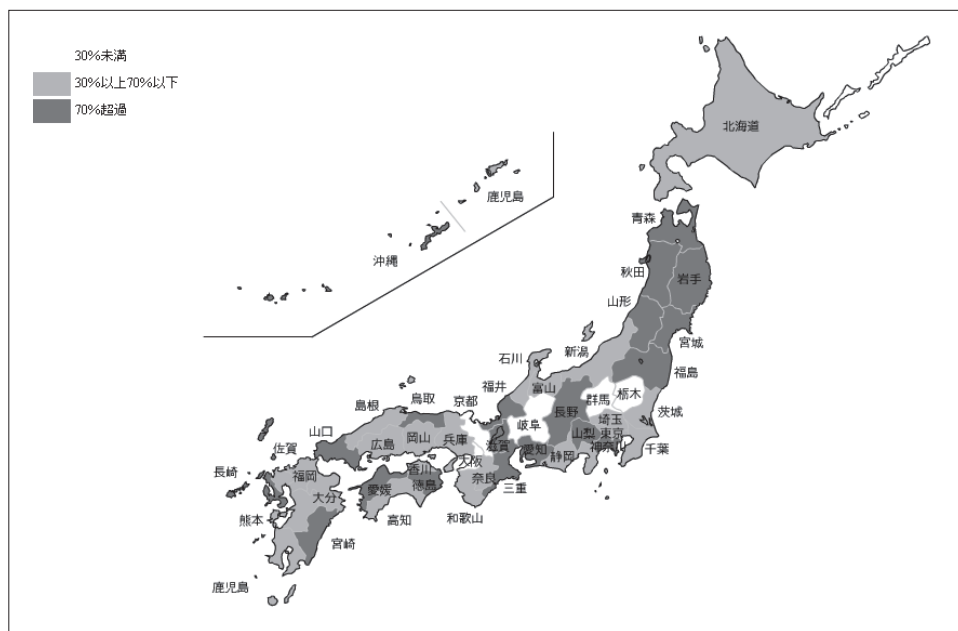 30%未満
30%以上70%以下
70%超過
北海道
鹿児島
青森
沖縄
秋田
岩手
山形
宮城
新潟
石川
福島
福井
富山
群馬
栃木
京都
鳥取
島根
長野
茨城
岐阜
埼玉
山口
広島
岡山
兵庫
滋賀
愛知
山梨
東京
静岡
神奈川
千葉
佐賀
大阪
奈良
香川
長崎
福岡
愛媛
徳島
三重
大分
高知
和歌山
熊本
宮崎
鹿児島